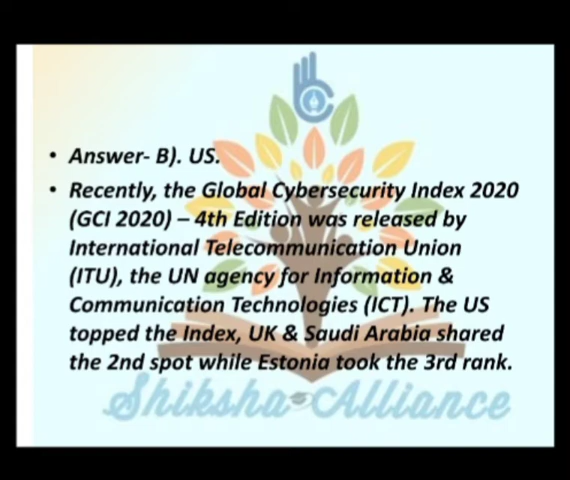 • Answer- B). US.
• Recently, the Global Cybersecurity Index 2020
(GCI 2020) – 4th Edition was released by
International Telecommunication Union
(ITU), the UN agency for Information &
Communication Technologies (ICT). The US
topped the Index, UK & Saudi Arabia shared
the 2nd spot while Estonia took the 3rd rank.
Shiksha Alliance